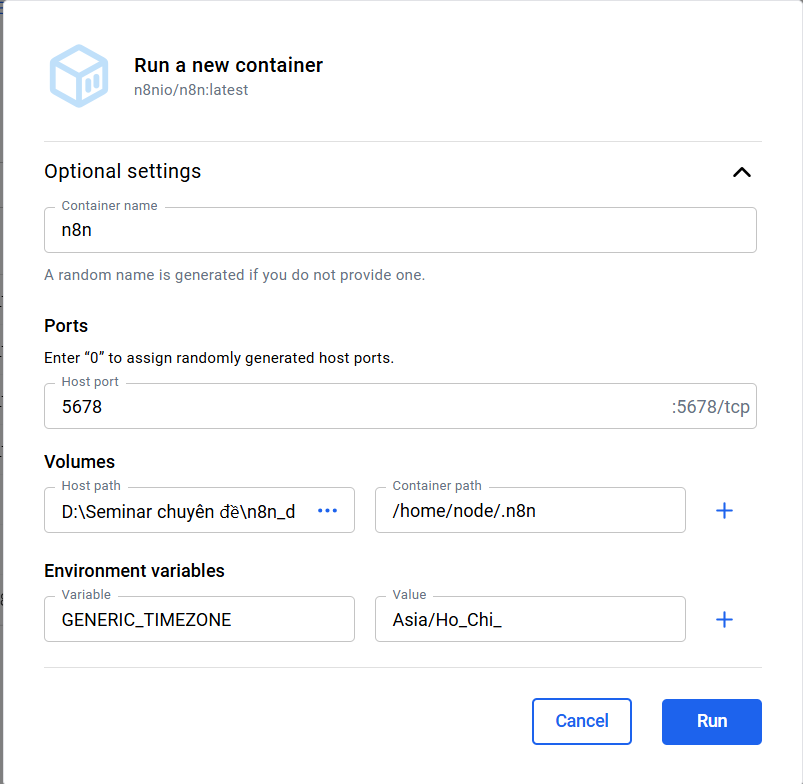 Run a new container
n8nio/n8n:latest
Optional settings
Container name
n8n
A random name is generated if you do not provide one.
Ports
Enter “0” to assign randomly generated host ports.
Host port
5678 :5678/tcp
Volumes
Host path Container path
D:\Seminar chuyên đề\n8n_d ••• /home/node/.n8n +
Environment variables
Variable Value
GENERIC_TIMEZONE Asia/Ho_Chi_ +
Cancel Run